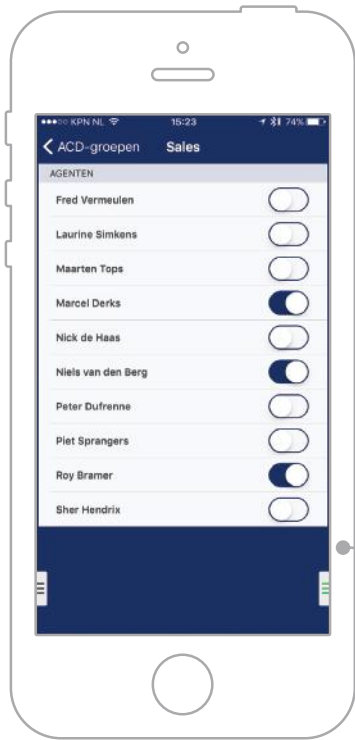 KPN NL 15:23 74%
ACD-groepen Sales
AGENTEN
Fred Vermeulen
Laurine Simkens
Maarten Tops
Marcel Derks
Nick de Haas
Niels van den Berg
Peter Dufrenne
Piet Sprangers
Roy Bramer
Sher Hendrix